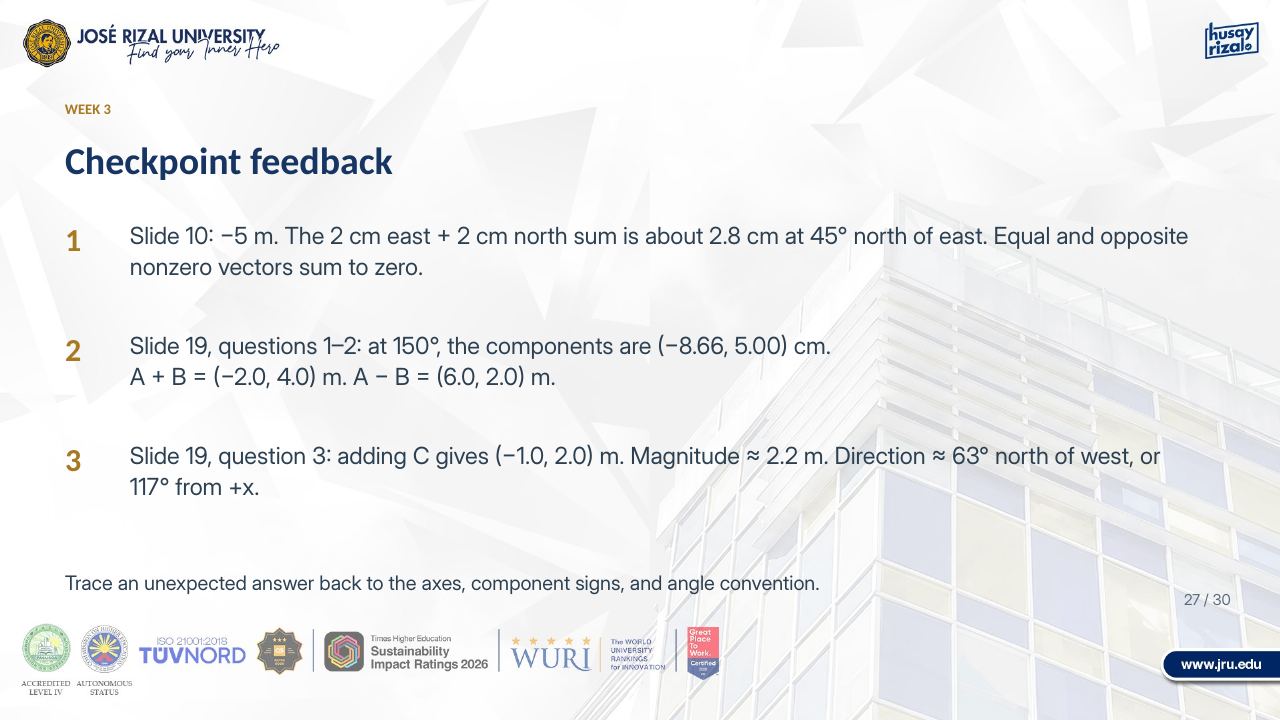 JOSÉ RIZAL UNIVERSITY
Find your Inner Hero
husay
rizal
WEEK 3
Checkpoint feedback
1
Slide 10: −5 m. The 2 cm east + 2 cm north sum is about 2.8 cm at 45° north of east. Equal and opposite
nonzero vectors sum to zero.
2
Slide 19, questions 1–2: at 150°, the components are (−8.66, 5.00) cm.
A + B = (−2.0, 4.0) m. A − B = (6.0, 2.0) m.
3
Slide 19, question 3: adding C gives (−1.0, 2.0) m. Magnitude ≈ 2.2 m. Direction ≈ 63° north of west, or
117° from +x.
Trace an unexpected answer back to the axes, component signs, and angle convention.
27 / 30
ACCREDITED
LEVEL IV
AUTONOMOUS
STATUS
ISO 21001:2018
TÜVNORD
Times Higher Education
Sustainability
Impact Ratings 2026
WURI
The WORLD
UNIVERSITY
RANKINGS
for INNOVATION
Great
Place
To
Work.
Certified
www.jru.edu